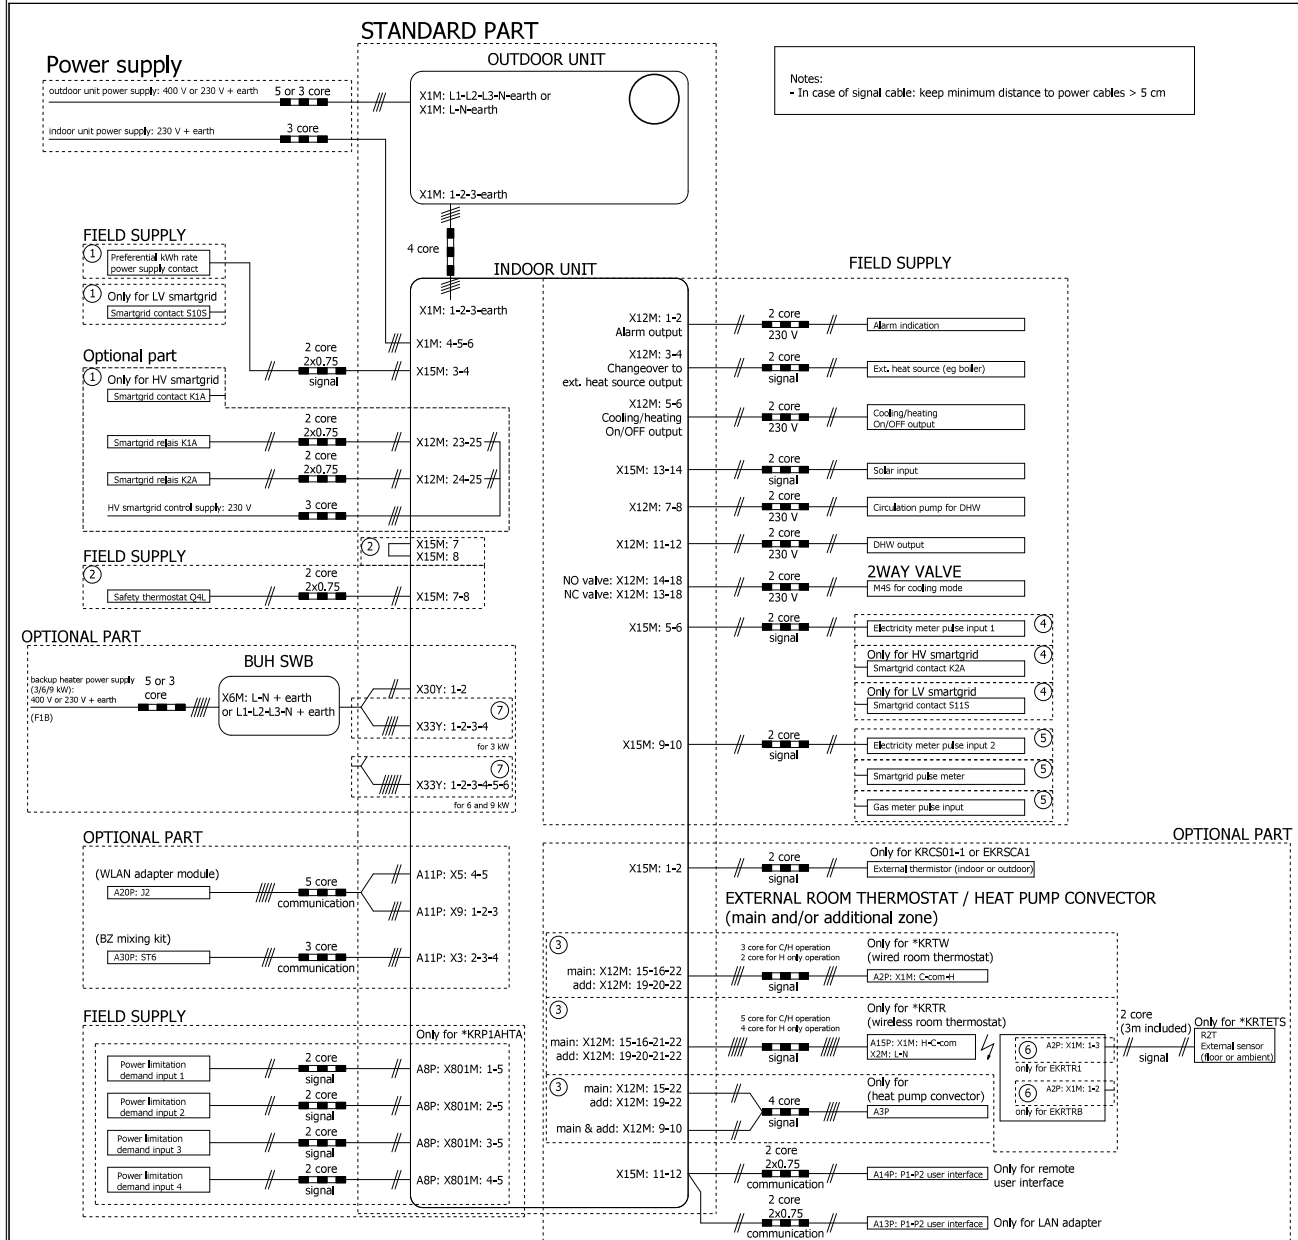 STANDARD PART
OUTDOOR UNIT
X1M: L1-L2-L3-N-earth or
X1M: L-N-earth
X1M: 1-2-3-earth
Notes:
- In case of signal cable: keep minimum distance to power cables > 5 cm
Power supply
outdoor unit power supply: 400 V or 230 V + earth
5 or 3 core
indoor unit power supply: 230 V + earth
3 core
4 core
INDOOR UNIT
X1M: 1-2-3-earth
X1M: 4-5-6
FIELD SUPPLY
1
Preferential kWh rate
power supply contact
1 Only for LV smartgrid
Smartgrid contact S10S
2 core
2x0.75
signal
X15M: 3-4
Optional part
1 Only for HV smartgrid
Smartgrid contact K1A
Smartgrid relais K1A
2 core
2x0.75
X12M: 23-25
Smartgrid relais K2A
2 core
2x0.75
X12M: 24-25
HV smartgrid control supply: 230 V
3 core
2
X15M: 7
X15M: 8
FIELD SUPPLY
2
Safety thermostat Q4L
2 core
2x0.75
X15M: 7-8
OPTIONAL PART
BUH SWB
backup heater power supply
(3/6/9 kW):
400 V or 230 V + earth
(F1B)
5 or 3
core
X6M: L-N + earth
or L1-L2-L3-N + earth
X30Y: 1-2
7
X33Y: 1-2-3-4
for 3 kW
7
X33Y: 1-2-3-4-5-6
for 6 and 9 kW
OPTIONAL PART
(WLAN adapter module)
A20P: J2
5 core
communication
A11P: X5: 4-5
A11P: X9: 1-2-3
(BZ mixing kit)
A30P: ST6
3 core
communication
A11P: X3: 2-3-4
FIELD SUPPLY
Only for *KRP1AHTA
Power limitation
demand input 1
2 core
signal
A8P: X801M: 1-5
Power limitation
demand input 2
2 core
signal
A8P: X801M: 2-5
Power limitation
demand input 3
2 core
signal
A8P: X801M: 3-5
Power limitation
demand input 4
2 core
signal
A8P: X801M: 4-5
FIELD SUPPLY
X12M: 1-2
Alarm output
2 core
230 V
Alarm indication
X12M: 3-4
Changeover to
ext. heat source output
2 core
signal
Ext. heat source (eg boiler)
X12M: 5-6
Cooling/heating
On/OFF output
2 core
230 V
Cooling/heating
On/OFF output
X15M: 13-14
2 core
signal
Solar input
X12M: 7-8
2 core
230 V
Circulation pump for DHW
X12M: 11-12
2 core
230 V
DHW output
NO valve: X12M: 14-18
NC valve: X12M: 13-18
2 core
230 V
2WAY VALVE
M4S for cooling mode
X15M: 5-6
2 core
signal
Electricity meter pulse input 1
4
Only for HV smartgrid
Smartgrid contact K2A
4
Only for LV smartgrid
Smartgrid contact S11S
4
X15M: 9-10
2 core
signal
Electricity meter pulse input 2
5
Smartgrid pulse meter
5
Gas meter pulse input
5
OPTIONAL PART
X15M: 1-2
2 core
signal
Only for KRCS01-1 or EKRSCA1
External thermistor (indoor or outdoor)
EXTERNAL ROOM THERMOSTAT / HEAT PUMP CONVECTOR
(main and/or additional zone)
3
main: X12M: 15-16-22
add: X12M: 19-20-22
3 core for C/H operation
2 core for H only operation
signal
Only for *KRTW
(wired room thermostat)
A2P: X1M: C-com-H
3
main: X12M: 15-16-21-22
add: X12M: 19-20-21-22
5 core for C/H operation
4 core for H only operation
signal
Only for *KRTR
(wireless room thermostat)
A15P: X1M: H-C-com
X2M: L-N
6 A2P: X1M: 1-3
only for EKRTR1
6 A2P: X1M: 1-2
only for EKRTRB
2 core
(3m included)
signal
Only for *KRTETS
R2T
External sensor
(floor or ambient)
3
main: X12M: 15-22
add: X12M: 19-22
main & add: X12M: 9-10
4 core
signal
Only for
(heat pump convector)
A3P
X15M: 11-12
2 core
2x0.75
communication
A14P: P1-P2 user interface
Only for remote
user interface
2 core
2x0.75
communication
A13P: P1-P2 user interface
Only for LAN adapter